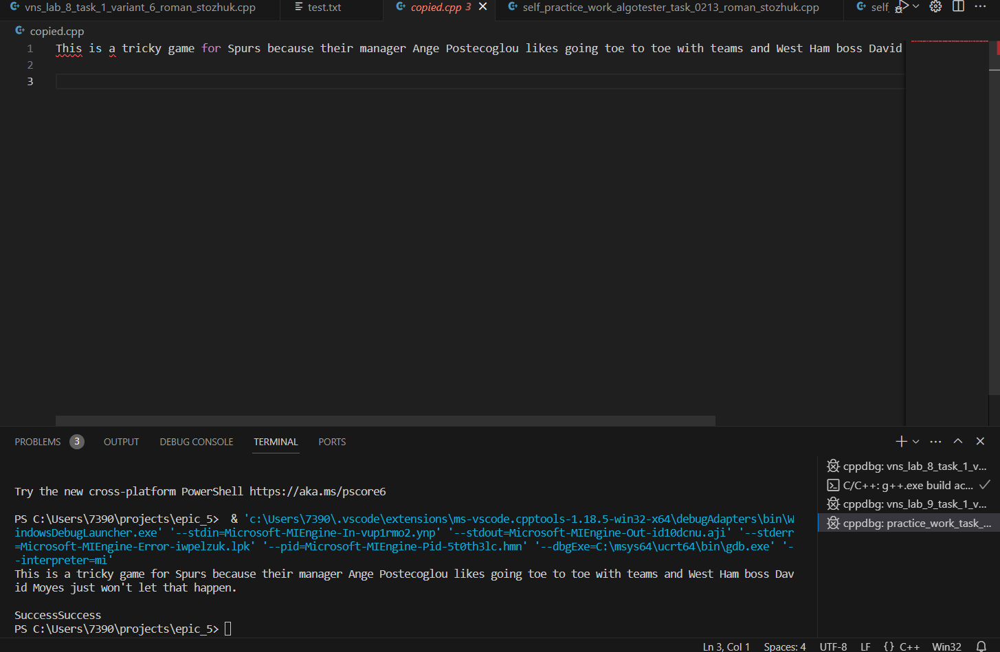 vns_lab_8_task_1_variant_6_roman_stozhuk.cpp test.txt copied.cpp 3 self_practice_work_algotester_task_0213_roman_stozhuk.cpp self_
copied.cpp
1 This is a tricky game for Spurs because their manager Ange Postecoglou likes going toe to toe with teams and West Ham boss David
2
3
PROBLEMS 3 OUTPUT DEBUG CONSOLE TERMINAL PORTS
cppdbg: vns_lab_8_task_1_v...
C/C++: g++.exe build ac...
cppdbg: vns_lab_9_task_1_v...
cppdbg: practice_work_task_...
Try the new cross-platform PowerShell https://aka.ms/pscore6
PS C:\Users\7390\projects\epic_5>  & 'c:\Users\7390\.vscode\extensions\ms-vscode.cpptools-1.18.5-win32-x64\debugAdapters\bin\W
indowsDebugLauncher.exe' '--stdin=Microsoft-MIEngine-In-vup1rmo2.ynp' '--stdout=Microsoft-MIEngine-Out-id10dcnu.aji' '--stderr
=Microsoft-MIEngine-Error-iwpelzuk.lpk' '--pid=Microsoft-MIEngine-Pid-5t0th3lc.hmn' '--dbgExe=C:\msys64\ucrt64\bin\gdb.exe' '-
-interpreter=mi'
This is a tricky game for Spurs because their manager Ange Postecoglou likes going toe to toe with teams and West Ham boss Dav
id Moyes just won't let that happen.
SuccessSuccess
PS C:\Users\7390\projects\epic_5>
Ln 3, Col 1 Spaces: 4 UTF-8 LF {} C++ Win32